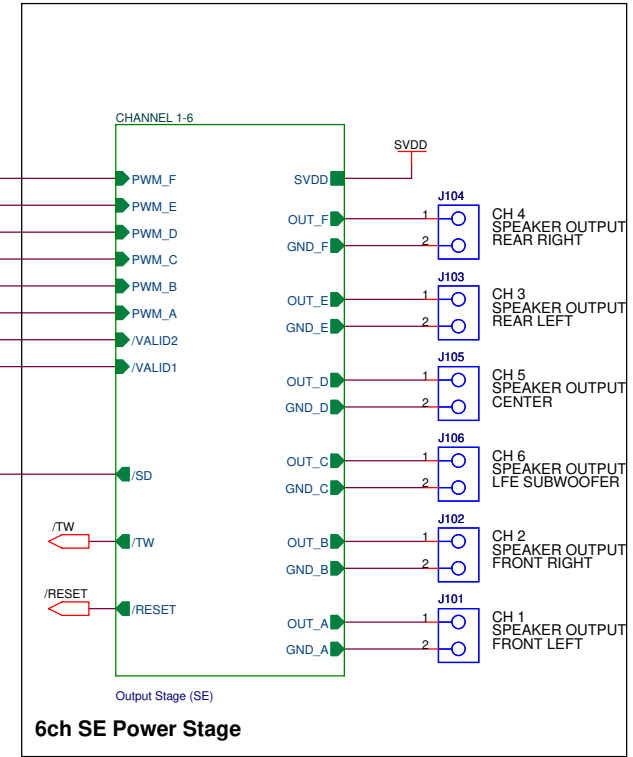 CHANNEL 1-6
SVDD
PWM_F
PWM_E
PWM_D
PWM_C
PWM_B
PWM_A
/VALID2
/VALID1
/SD
/TW
/TW
/RESET
/RESET
SVDD
OUT_F
GND_F
OUT_E
GND_E
OUT_D
GND_D
OUT_C
GND_C
OUT_B
GND_B
OUT_A
GND_A
J104
1
2
CH 4
SPEAKER OUTPUT
REAR RIGHT
J103
1
2
CH 3
SPEAKER OUTPUT
REAR LEFT
J105
1
2
CH 5
SPEAKER OUTPUT
CENTER
J106
1
2
CH 6
SPEAKER OUTPUT
LFE SUBWOOFER
J102
1
2
CH 2
SPEAKER OUTPUT
FRONT RIGHT
J101
1
2
CH 1
SPEAKER OUTPUT
FRONT LEFT
Output Stage (SE)
6ch SE Power Stage